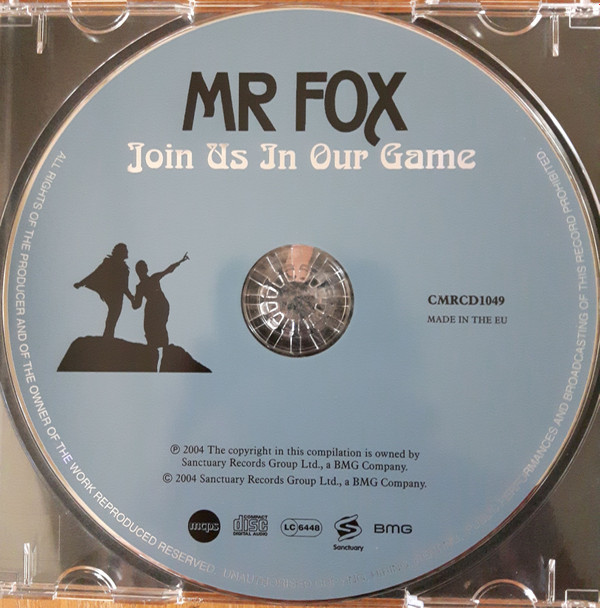 MR FOX
Join Us In Our Game
CMRCD1049
MADE IN THE EU
℗ 2004 The copyright in this compilation is owned by
Sanctuary Records Group Ltd., a BMG Company.
© 2004 Sanctuary Records Group Ltd., a BMG Company.
mcps
COMPACT
disc
DIGITAL AUDIO
LC 6448
Sanctuary
BMG
ALL RIGHTS OF THE PRODUCER AND OF THE OWNER OF THE WORK REPRODUCED RESERVED. PERFORMANCES AND BROADCASTING OF THIS RECORD PROHIBITED.